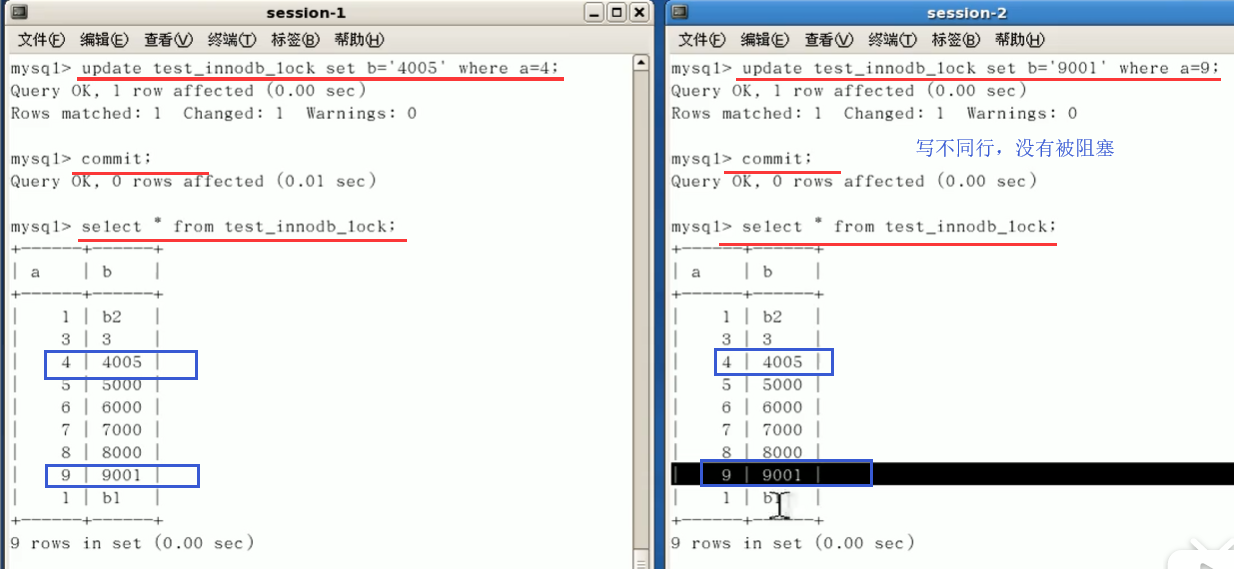 session-1
文件(F) 编辑(E) 查看(V) 终端(T) 标签(B) 帮助(H)
mysql> update test_innodb_lock set b='4005' where a=4;
Query OK, 1 row affected (0.00 sec)
Rows matched: 1  Changed: 1  Warnings: 0
mysql> commit;
Query OK, 0 rows affected (0.01 sec)
mysql> select * from test_innodb_lock;
+------+------+
| a    | b    |
+------+------+
|    1 | b2   |
|    3 | 3    |
|    4 | 4005 |
|    5 | 5000 |
|    6 | 6000 |
|    7 | 7000 |
|    8 | 8000 |
|    9 | 9001 |
|    1 | b1   |
+------+------+
9 rows in set (0.00 sec)
session-2
文件(F) 编辑(E) 查看(V) 终端(T) 标签(B) 帮助(H)
mysql> update test_innodb_lock set b='9001' where a=9;
Query OK, 1 row affected (0.00 sec)
Rows matched: 1  Changed: 1  Warnings: 0
写不同行，没有被阻塞
mysql> commit;
Query OK, 0 rows affected (0.00 sec)
mysql> select * from test_innodb_lock;
+------+------+
| a    | b    |
+------+------+
|    1 | b2   |
|    3 | 3    |
|    4 | 4005 |
|    5 | 5000 |
|    6 | 6000 |
|    7 | 7000 |
|    8 | 8000 |
|    9 | 9001 |
|    1 | b1   |
+------+------+
9 rows in set (0.00 sec)